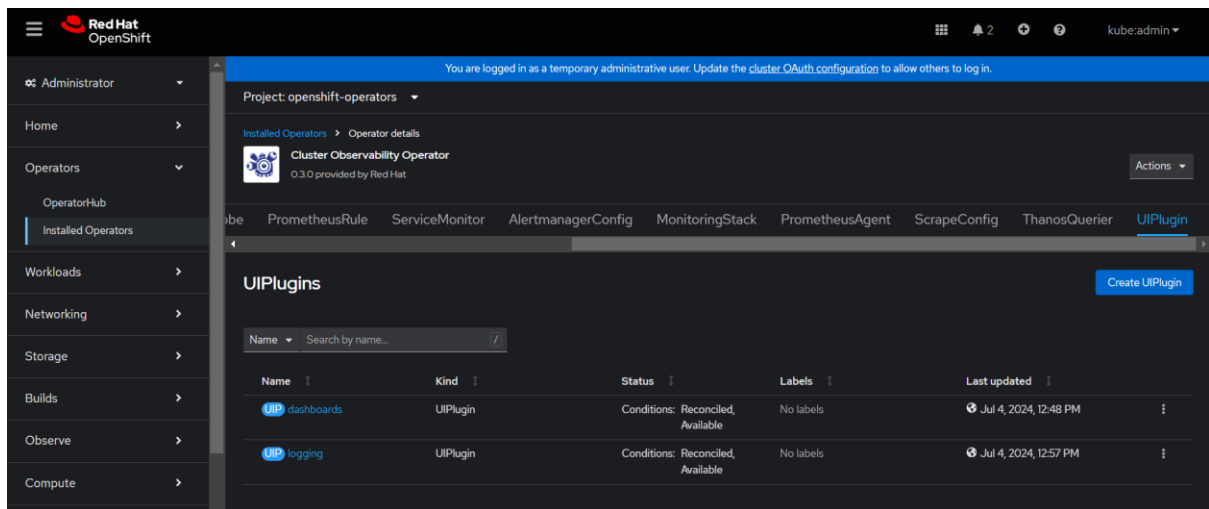 Red Hat
OpenShift
2
kube:admin
You are logged in as a temporary administrative user. Update the cluster OAuth configuration to allow others to log in.
Administrator
Home
Operators
OperatorHub
Installed Operators
Workloads
Networking
Storage
Builds
Observe
Compute
Project: openshift-operators
Installed Operators > Operator details
Cluster Observability Operator
0.3.0 provided by Red Hat
Actions
obe PrometheusRule ServiceMonitor AlertmanagerConfig MonitoringStack PrometheusAgent ScrapeConfig ThanosQuerier UIPlugin
UIPlugins
Create UIPlugin
Name Search by name... /
Name Kind Status Labels Last updated
UIP dashboards UIPlugin Conditions: Reconciled, No labels Jul 4, 2024, 12:48 PM
Available
UIP logging UIPlugin Conditions: Reconciled, No labels Jul 4, 2024, 12:57 PM
Available